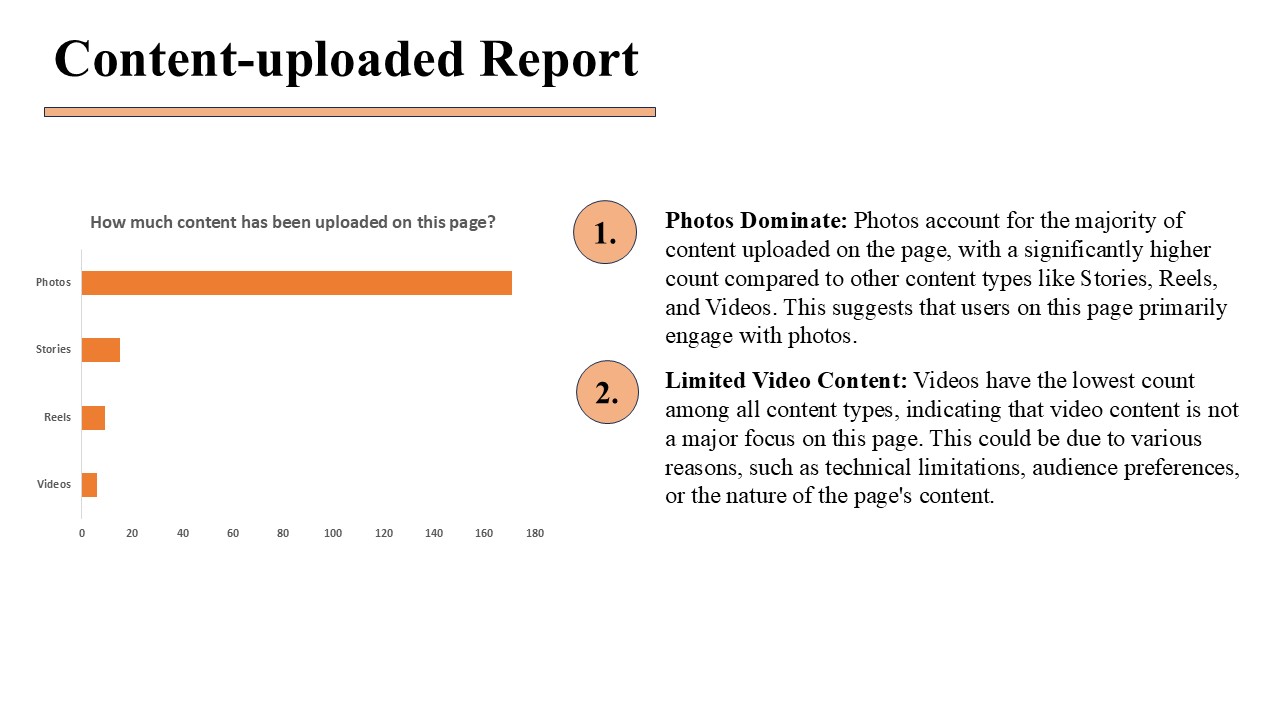 Content-uploaded Report
How much content has been uploaded on this page?
Photos
Stories
Reels
Videos
0 20 40 60 80 100 120 140 160 180
1.
Photos Dominate: Photos account for the majority of
content uploaded on the page, with a significantly higher
count compared to other content types like Stories, Reels,
and Videos. This suggests that users on this page primarily
engage with photos.
2.
Limited Video Content: Videos have the lowest count
among all content types, indicating that video content is not
a major focus on this page. This could be due to various
reasons, such as technical limitations, audience preferences,
or the nature of the page's content.